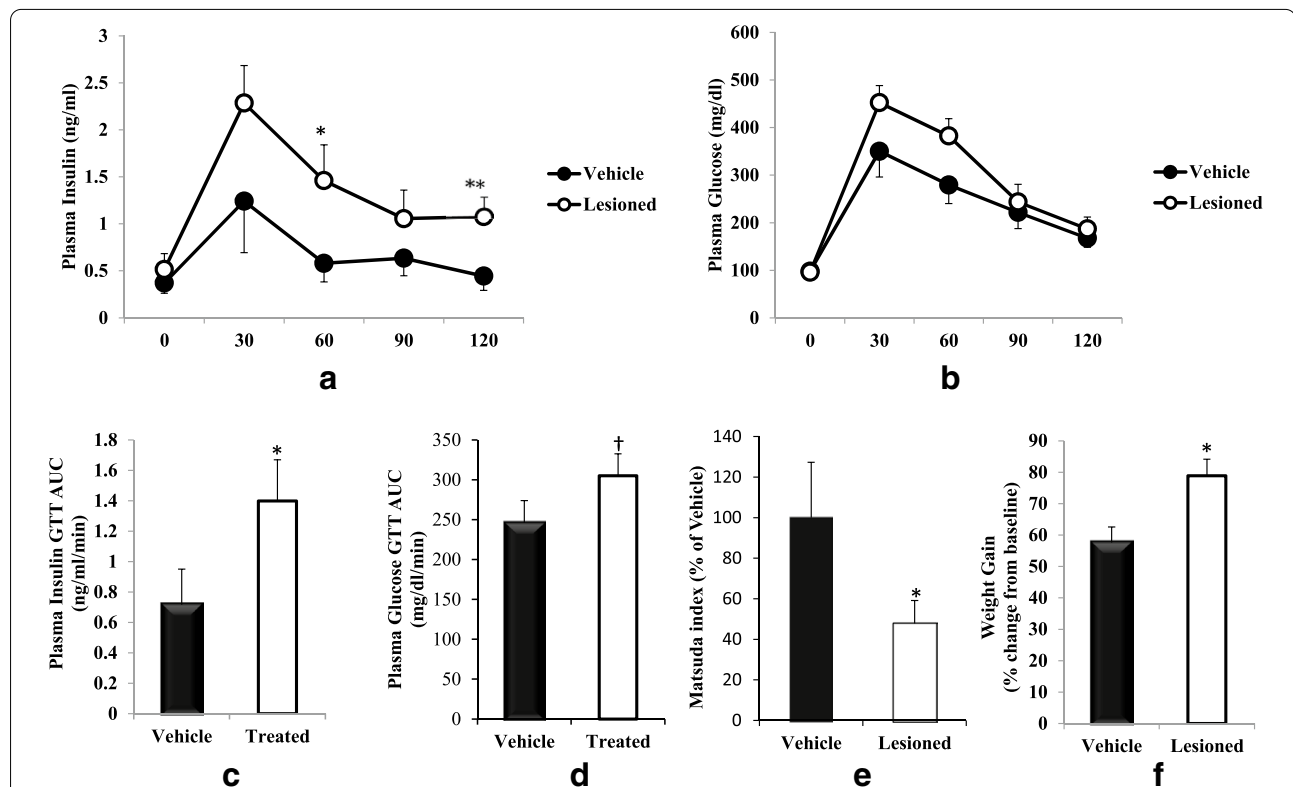 Plasma Insulin (ng/ml)
3
2.5
2
1.5
1
0.5
0
*
**
0 30 60 90 120
Vehicle
Lesioned
a
Plasma Glucose (mg/dl)
600
500
400
300
200
100
0
0 30 60 90 120
Vehicle
Lesioned
b
Plasma Insulin GTT AUC
(ng/ml/min)
1.8
1.6
1.4
1.2
1
0.8
0.6
0.4
0.2
0
*
Vehicle Treated
c
Plasma Glucose GTT AUC
(mg/dl/min)
350
300
250
200
150
100
50
0
†
Vehicle Treated
d
Matsuda index (% of Vehicle)
140
120
100
80
60
40
20
0
*
Vehicle Lesioned
e
Weight Gain
(% change from baseline)
90
80
70
60
50
40
30
20
10
0
*
Vehicle Lesioned
f